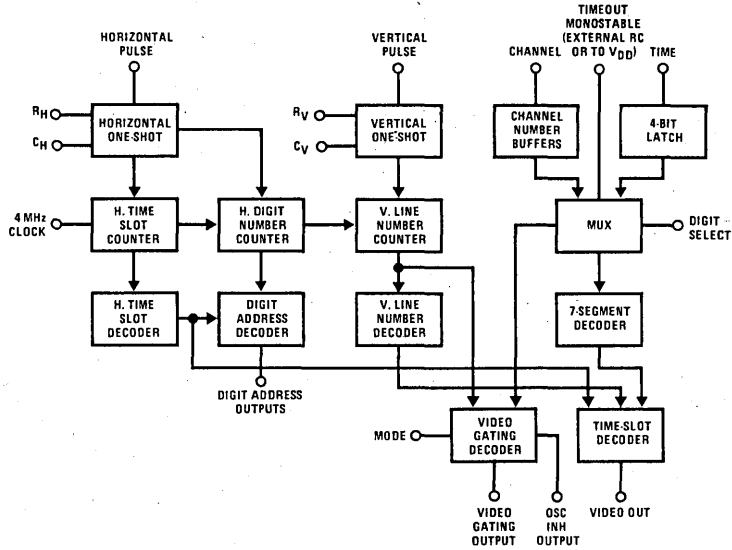 HORIZONTAL
PULSE
VERTICAL
PULSE
CHANNEL
TIMEOUT
MONOSTABLE
(EXTERNAL RC
OR TO VDD)
TIME
RH
CH
HORIZONTAL
ONE-SHOT
RV
CV
VERTICAL
ONE-SHOT
CHANNEL
NUMBER
BUFFERS
4-BIT
LATCH
4 MHz
CLOCK
H. TIME
SLOT
COUNTER
H. DIGIT
NUMBER
COUNTER
V. LINE
NUMBER
COUNTER
MUX
DIGIT
SELECT
H. TIME
SLOT
DECODER
DIGIT
ADDRESS
DECODER
V. LINE
NUMBER
DECODER
7-SEGMENT
DECODER
DIGIT ADDRESS
OUTPUTS
MODE
VIDEO
GATING
DECODER
TIME-SLOT
DECODER
VIDEO
GATING
OUTPUT
OSC
INH
OUTPUT
VIDEO OUT